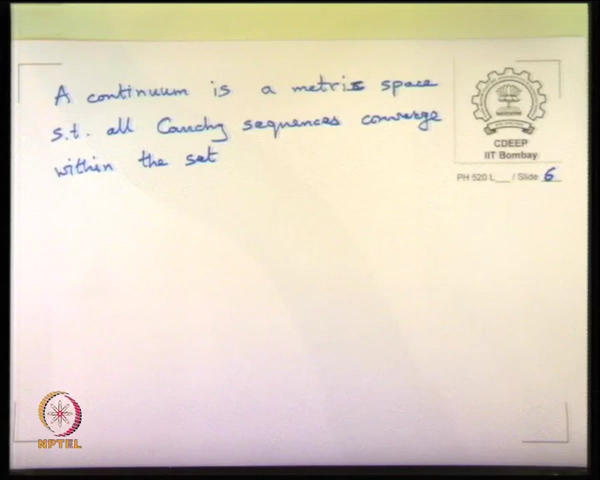 A continuum is a metric space
s.t. all Cauchy sequences converge
within the set
CDEEP
IIT Bombay
PH 520 L___ / Slide 6
NPTEL